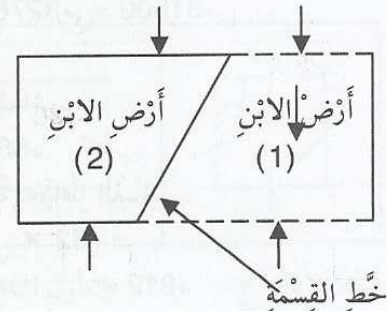 أَرْضْ الابْنِ
(1)
أَرْضِ الابْنِ
(2)
خَّطِ القِسْمَةِ